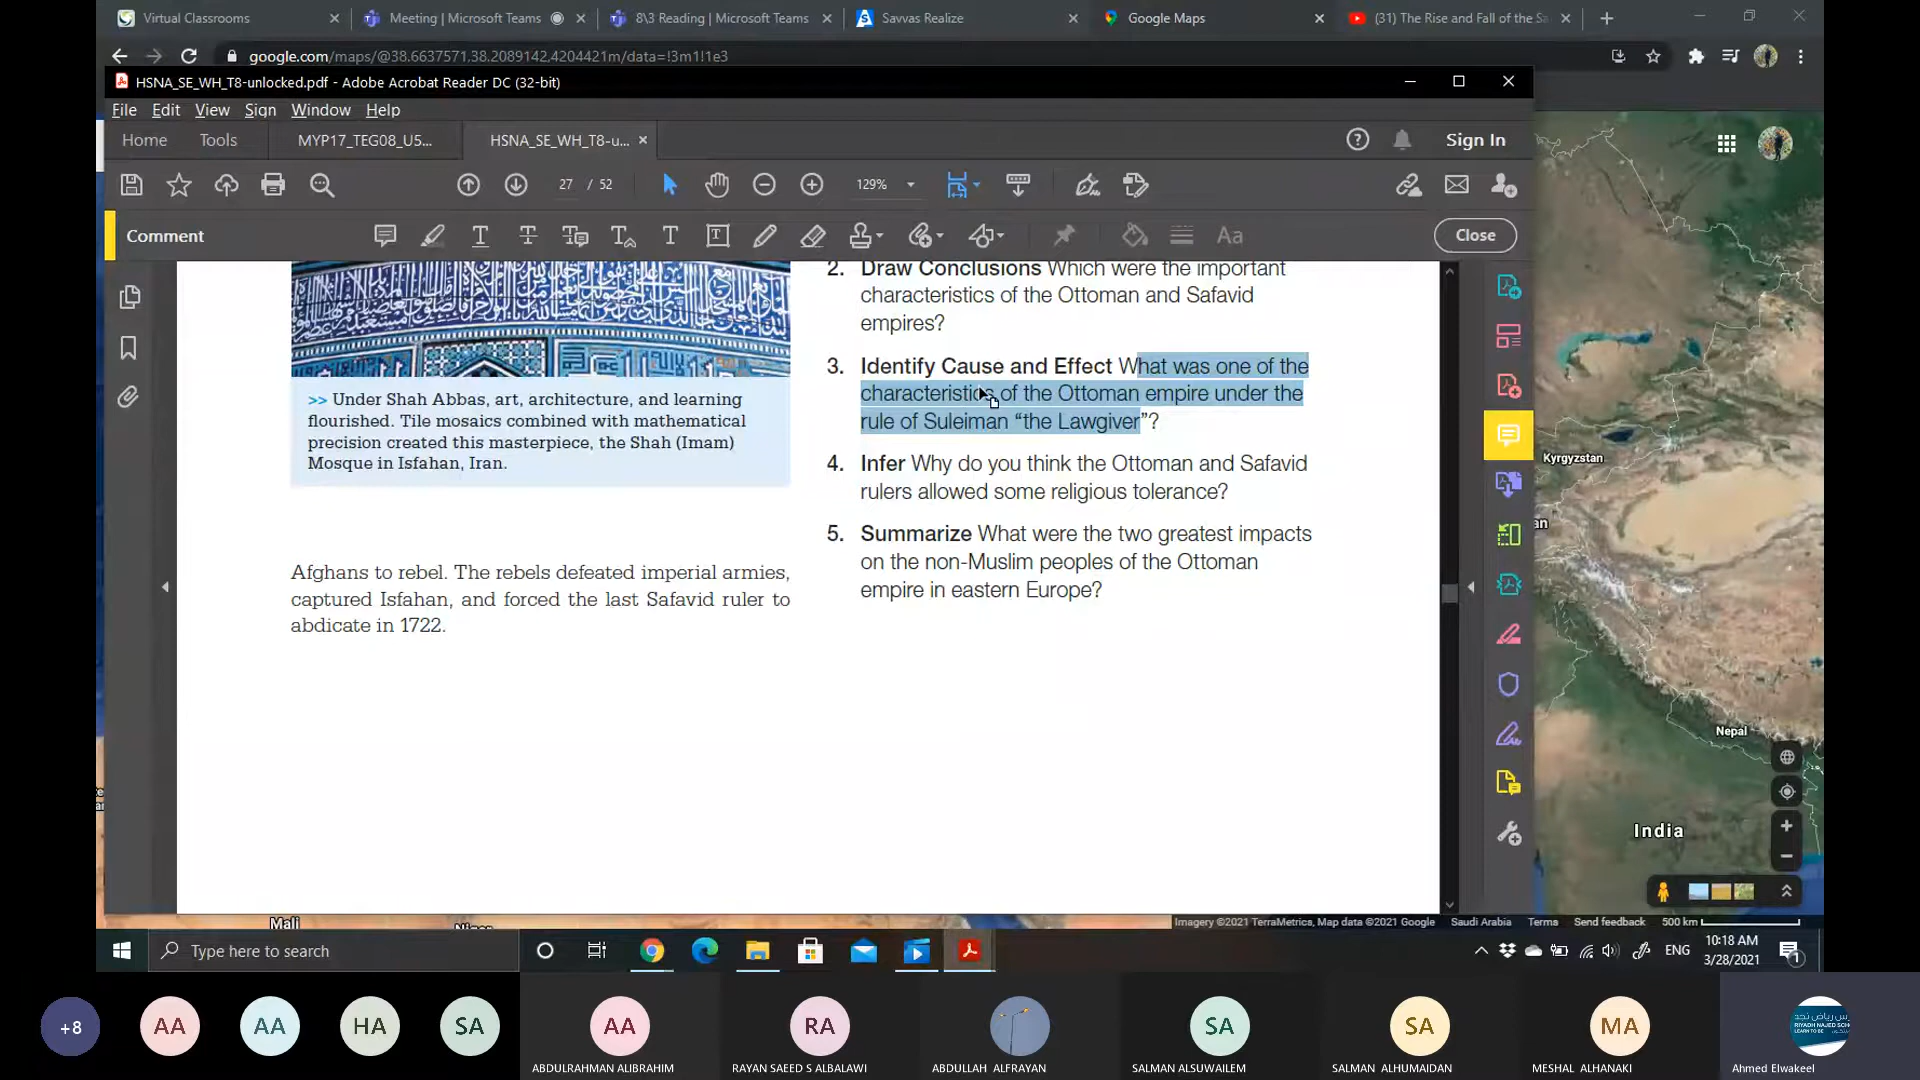 Virtual Classrooms
Meeting | Microsoft Teams
8\3 Reading | Microsoft Teams
Savvas Realize
Google Maps
(31) The Rise and Fall of the Sa
google.com/maps/@38.6637571,38.2089142,4204421m/data=!3m1!1e3
HSNA_SE_WH_T8-unlocked.pdf - Adobe Acrobat Reader DC (32-bit)
File Edit View Sign Window Help
Home Tools MYP17_TEG08_U5... HSNA_SE_WH_T8-u...
Sign In
27 / 52
129%
Comment
Close
2. Draw Conclusions Which were the important
characteristics of the Ottoman and Safavid
empires?
3. Identify Cause and Effect What was one of the
characteristics of the Ottoman empire under the
rule of Suleiman “the Lawgiver”?
4. Infer Why do you think the Ottoman and Safavid
rulers allowed some religious tolerance?
5. Summarize What were the two greatest impacts
on the non-Muslim peoples of the Ottoman
empire in eastern Europe?
>> Under Shah Abbas, art, architecture, and learning
flourished. Tile mosaics combined with mathematical
precision created this masterpiece, the Shah (Imam)
Mosque in Isfahan, Iran.
Afghans to rebel. The rebels defeated imperial armies,
captured Isfahan, and forced the last Safavid ruler to
abdicate in 1722.
Kyrgyzstan
an
Nepal
India
Mali
Imagery ©2021 TerraMetrics, Map data ©2021 Google Saudi Arabia Terms Send feedback 500 km
Type here to search
ENG
10:18 AM
3/28/2021
1
+8
AA
AA
HA
SA
AA
RA
SA
SA
MA
RIYADH NAJED SCH
LEARN TO BE
ABDULRAHMAN ALIBRAHIM
RAYAN SAEED S ALBALAWI
ABDULLAH ALFRAYAN
SALMAN ALSUWAILEM
SALMAN ALHUMAIDAN
MESHAL ALHANAKI
Ahmed Elwakeel